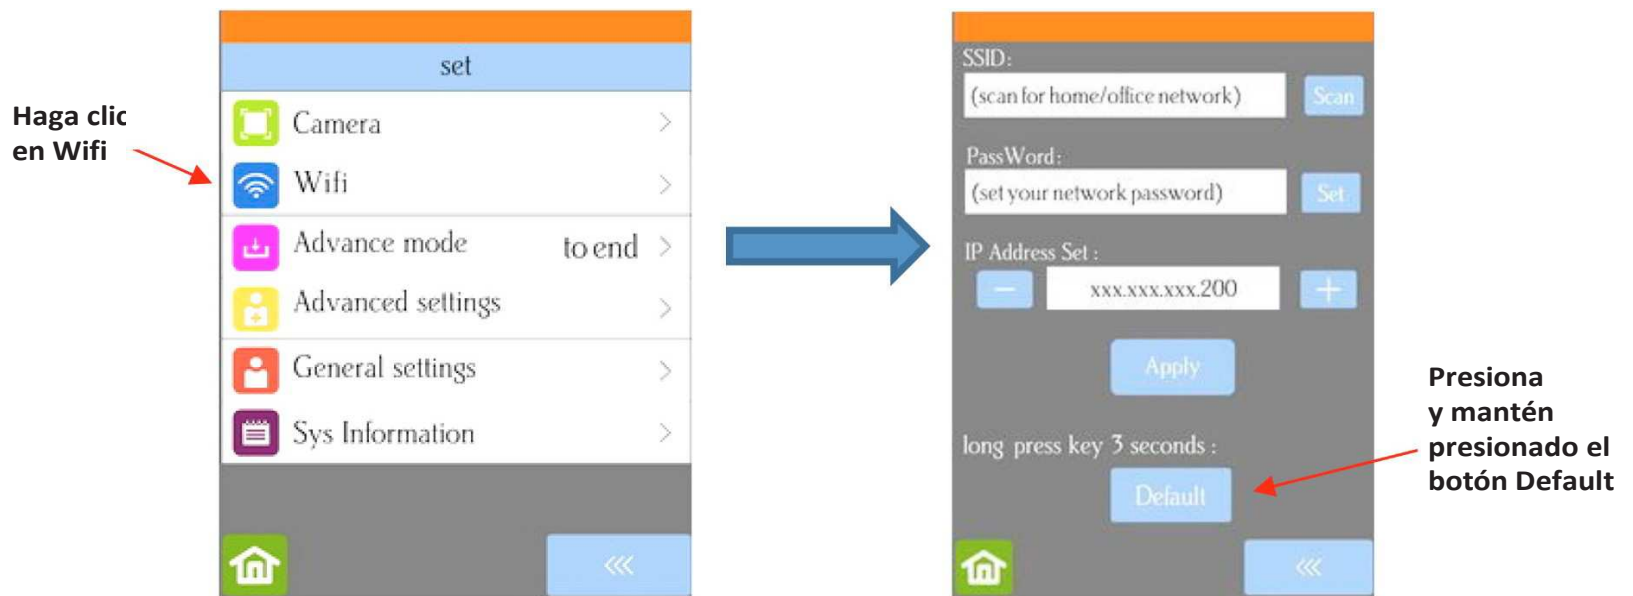 Haga clic
en Wifi
set
Camera
Wifi
Advance mode to end
Advanced settings
General settings
Sys Information
SSID:
(scan for home/office network) Scan
PassWord:
(set your network password) Set
IP Address Set :
xxx.xxx.xxx.200
Apply
long press key 3 seconds :
Default
Presiona
y mantén
presionado el
botón Default